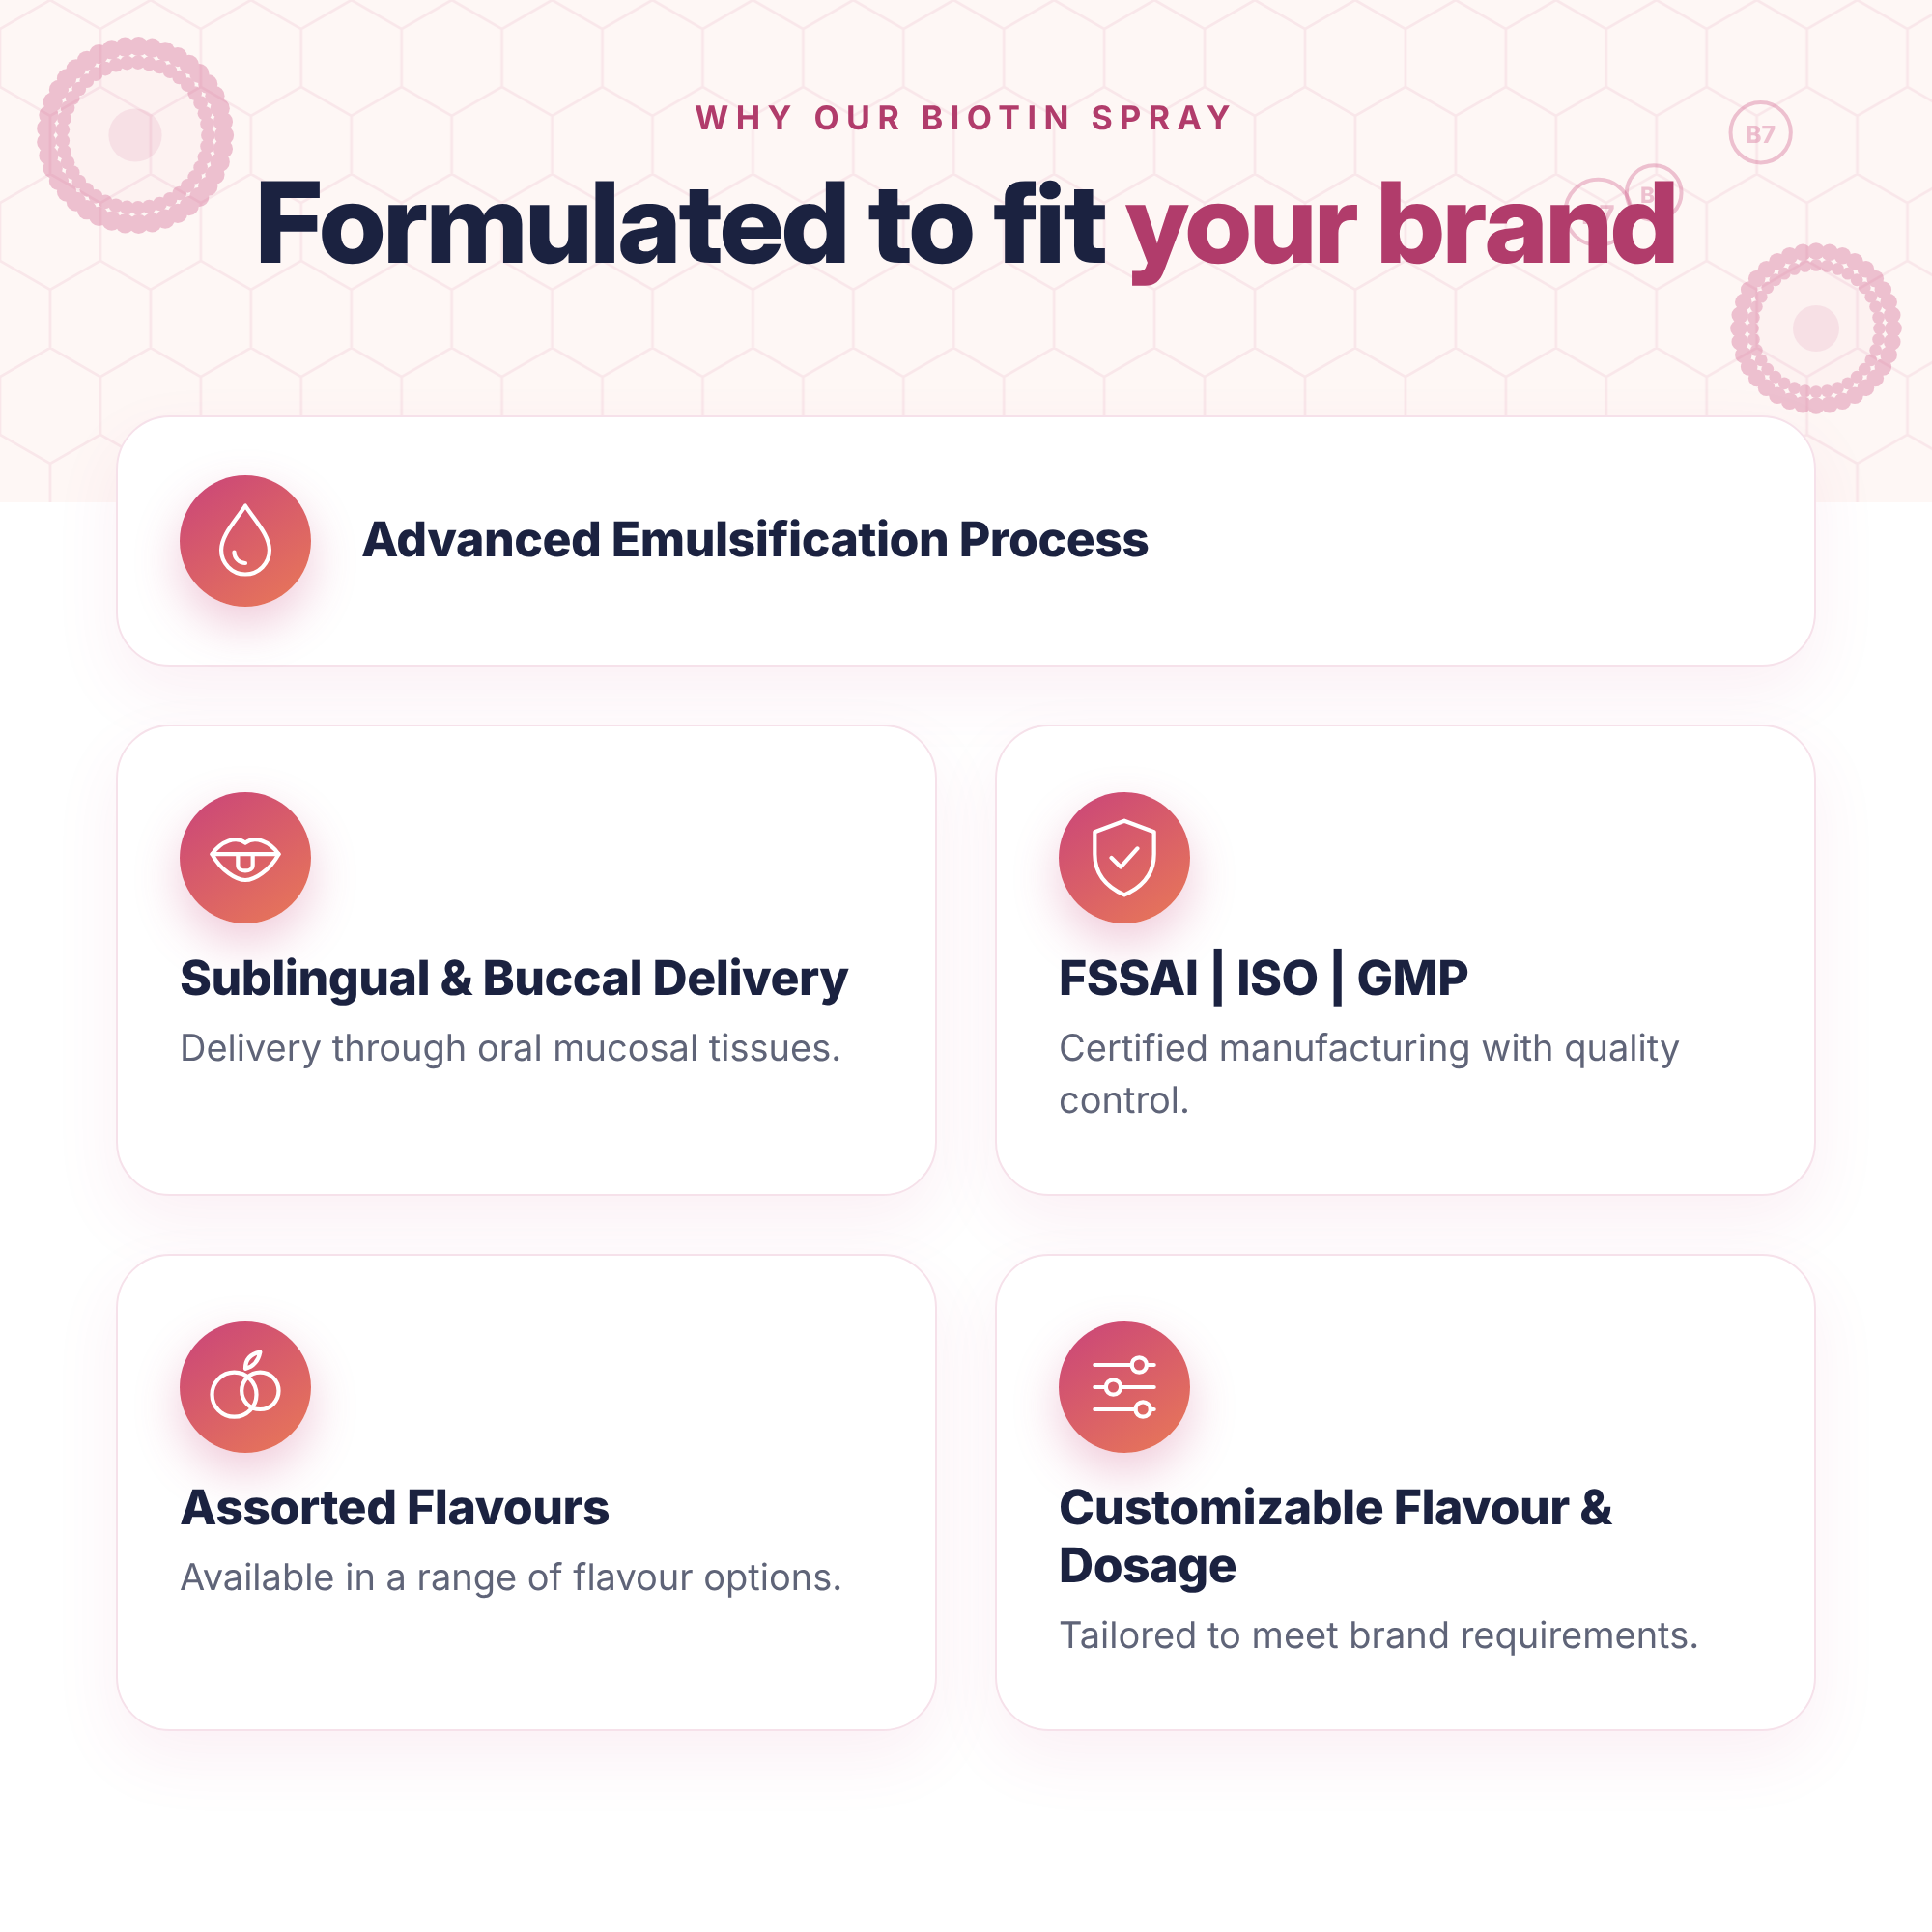 WHY OUR BIOTIN SPRAY
B7
Formulated to fit your brand
Advanced Emulsification Process
Sublingual & Buccal Delivery
Delivery through oral mucosal tissues.
FSSAI | ISO | GMP
Certified manufacturing with quality
control.
Assorted Flavours
Available in a range of flavour options.
Customizable Flavour &
Dosage
Tailored to meet brand requirements.